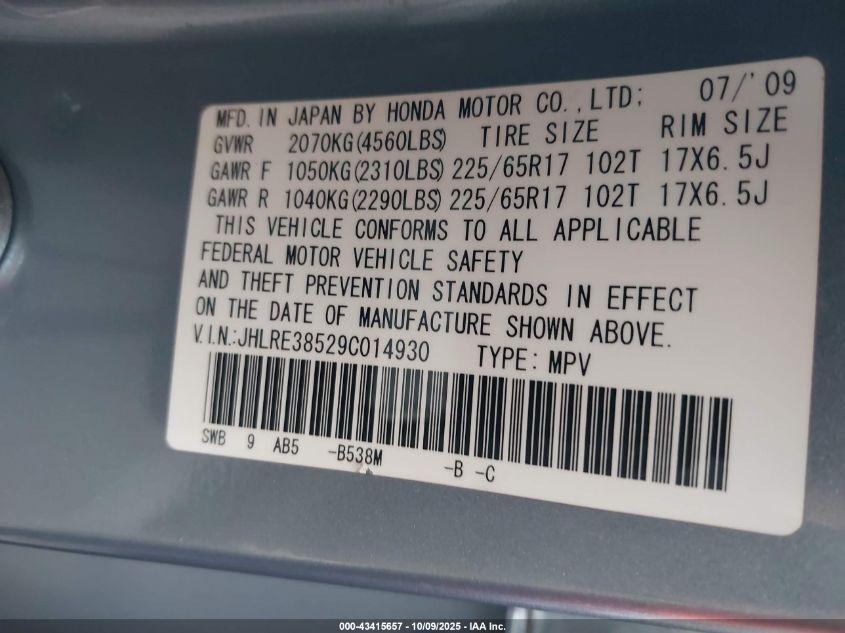 MFD. IN JAPAN BY HONDA MOTOR CO.,LTD; 07/'09
GVWR 2070KG(4560LBS) TIRE SIZE RIM SIZE
GAWR F 1050KG(2310LBS) 225/65R17 102T 17X6.5J
GAWR R 1040KG(2290LBS) 225/65R17 102T 17X6.5J
THIS VEHICLE CONFORMS TO ALL APPLICABLE
FEDERAL MOTOR VEHICLE SAFETY
AND THEFT PREVENTION STANDARDS IN EFFECT
ON THE DATE OF MANUFACTURE SHOWN ABOVE.
V.I.N.:JHLRE38529C014930 TYPE: MPV
SWB 9 AB5 -B538M -B -C
000-43415657 - 10/09/2025 - IAA Inc.